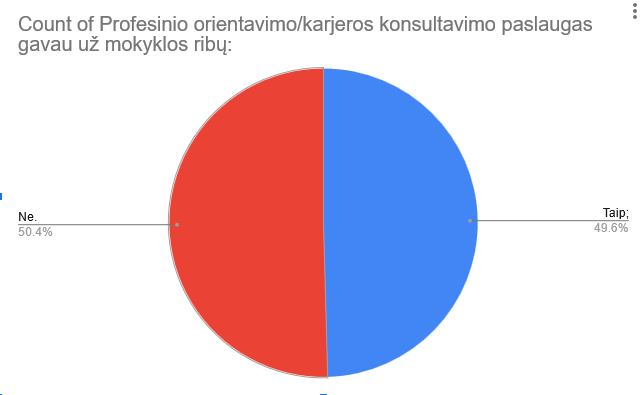 Count of Profesinio orientavimo/karjeros konsultavimo paslaugas
gavau už mokyklos ribų:
Ne.
50.4%
Taip;
49.6%